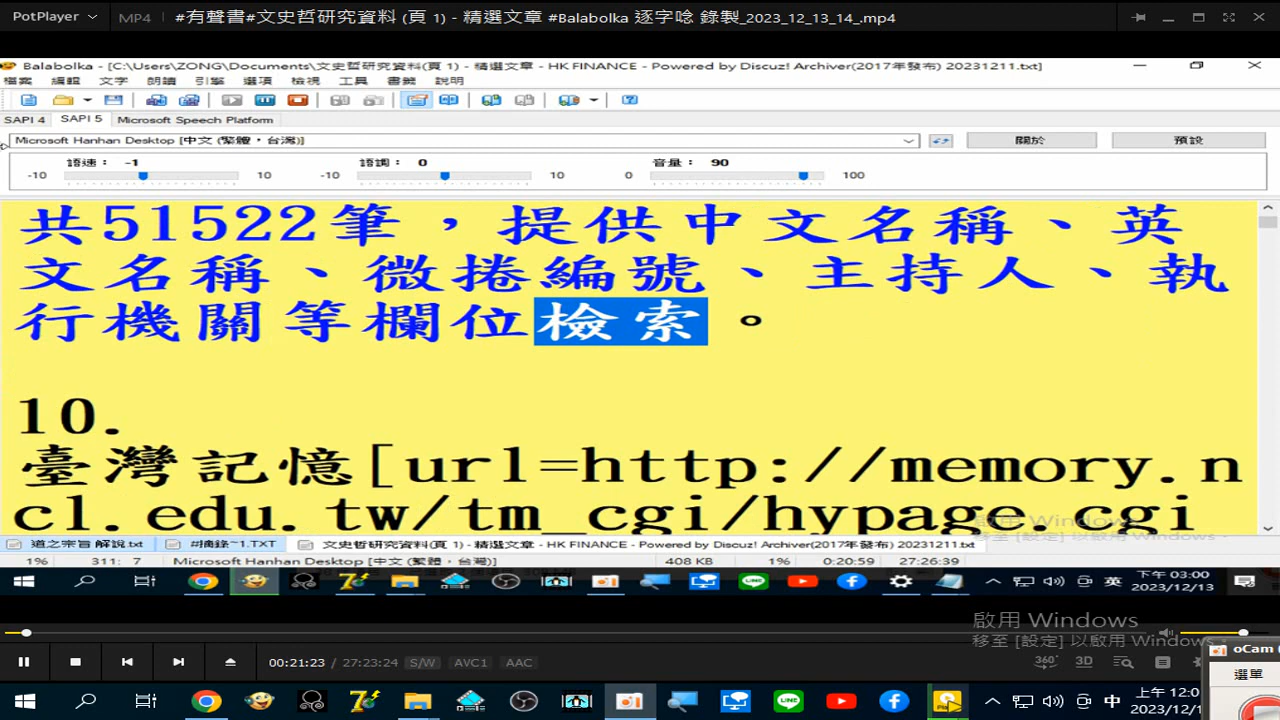 PotPlayer MP4 #有聲書#文史哲研究資料 (頁 1) - 精選文章 #Balabolka 逐字唸 錄製_2023_12_13_14_.mp4
Balabolka - [C:\Users\ZONG\Documents\文史哲研究資料(頁 1) - 精選文章 - HK FINANCE - Powered by Discuz! Archiver(2017年發布) 20231211.txt]
檔案 編輯 文字 朗讀 引擎 選項 檢視 工具 書籤 說明
SAPI 4 SAPI 5 Microsoft Speech Platform
Microsoft Hanhan Desktop [中文 (繁體，台灣)] 關於 預設
語速： -1 語調： 0 音量： 90
-10 10 -10 10 0 100
共51522筆，提供中文名稱、英
文名稱、微捲編號、主持人、執
行機關等欄位檢索。
10.
臺灣記憶[url=http://memory.n
cl.edu.tw/tm_cgi/hypage.cgi
啟用 Windows
移至 [設定] 以啟用 Windows。
道之宗旨 解說.txt #摘錄~1.TXT 文史哲研究資料(頁 1) - 精選文章 - HK FINANCE - Powered by Discuz! Archiver(2017年發布) 20231211.txt
1% 311: 7 Microsoft Hanhan Desktop [中文 (繁體，台灣)] 408 KB 1% 0:20:59 27:26:39
英 下午 03:00
2023/12/13
啟用 Windows
移至 [設定] 以啟用 Windows。
00:21:23 / 27:23:24 S/W AVC1 AAC 360° 3D
oCam (
選單
中 上午 12:0
2023/12/1